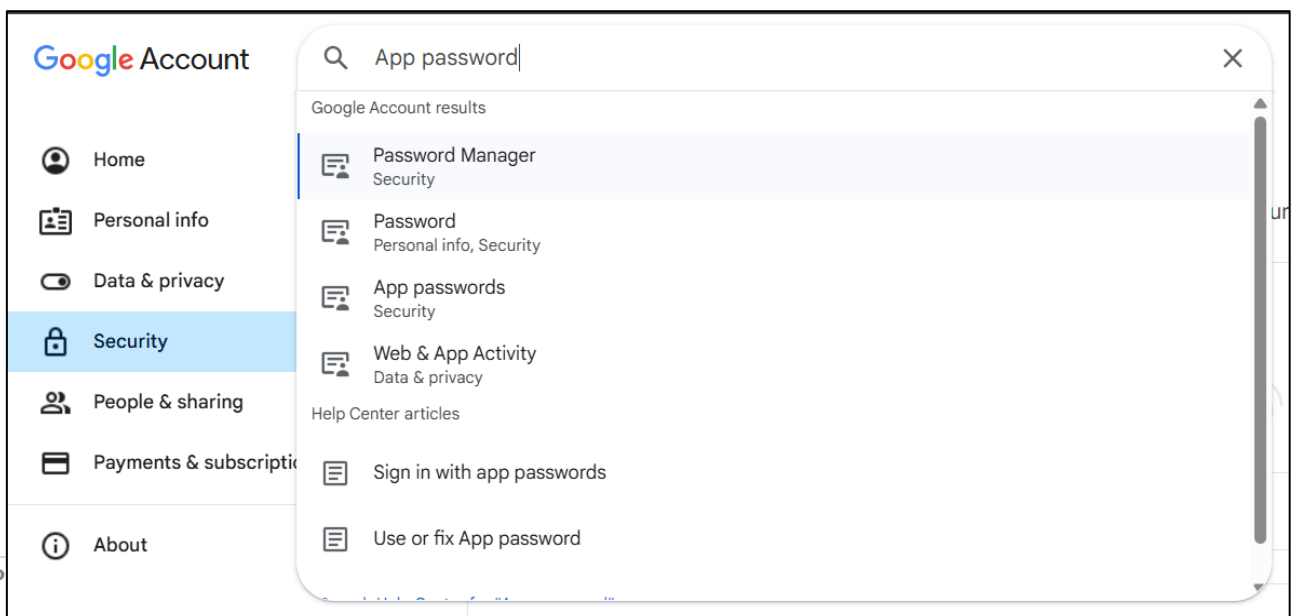 Google Account
App password
Google Account results
Home
Password Manager
Security
Personal info
Password
Personal info, Security
Data & privacy
App passwords
Security
Security
Web & App Activity
Data & privacy
People & sharing
Help Center articles
Payments & subscripti
Sign in with app passwords
About
Use or fix App password